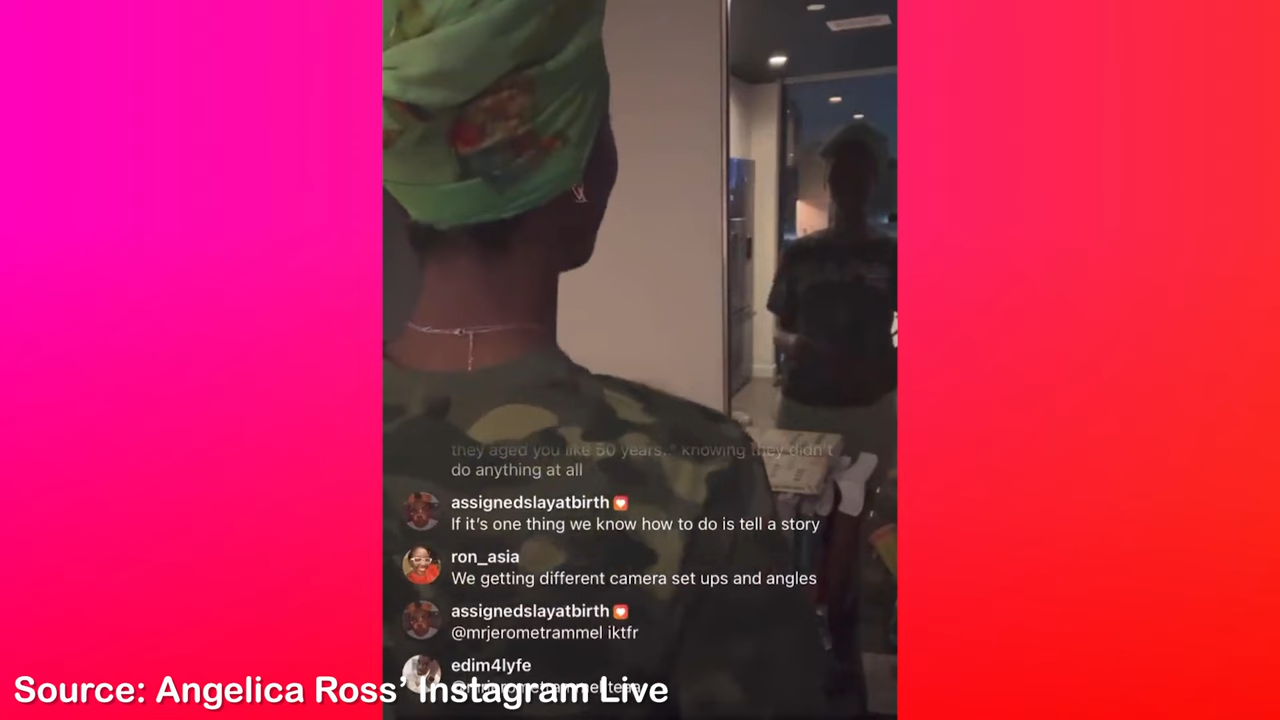 they aged you like 50 years." knowing they didn't
do anything at all
assignedslayatbirth
If it's one thing we know how to do is tell a story
ron_asia
We getting different camera set ups and angles
assignedslayatbirth
@mrjerometrammel iktfr
edim4lyfe
@mrjerometrammel teaa
Source: Angelica Ross' Instagram Live